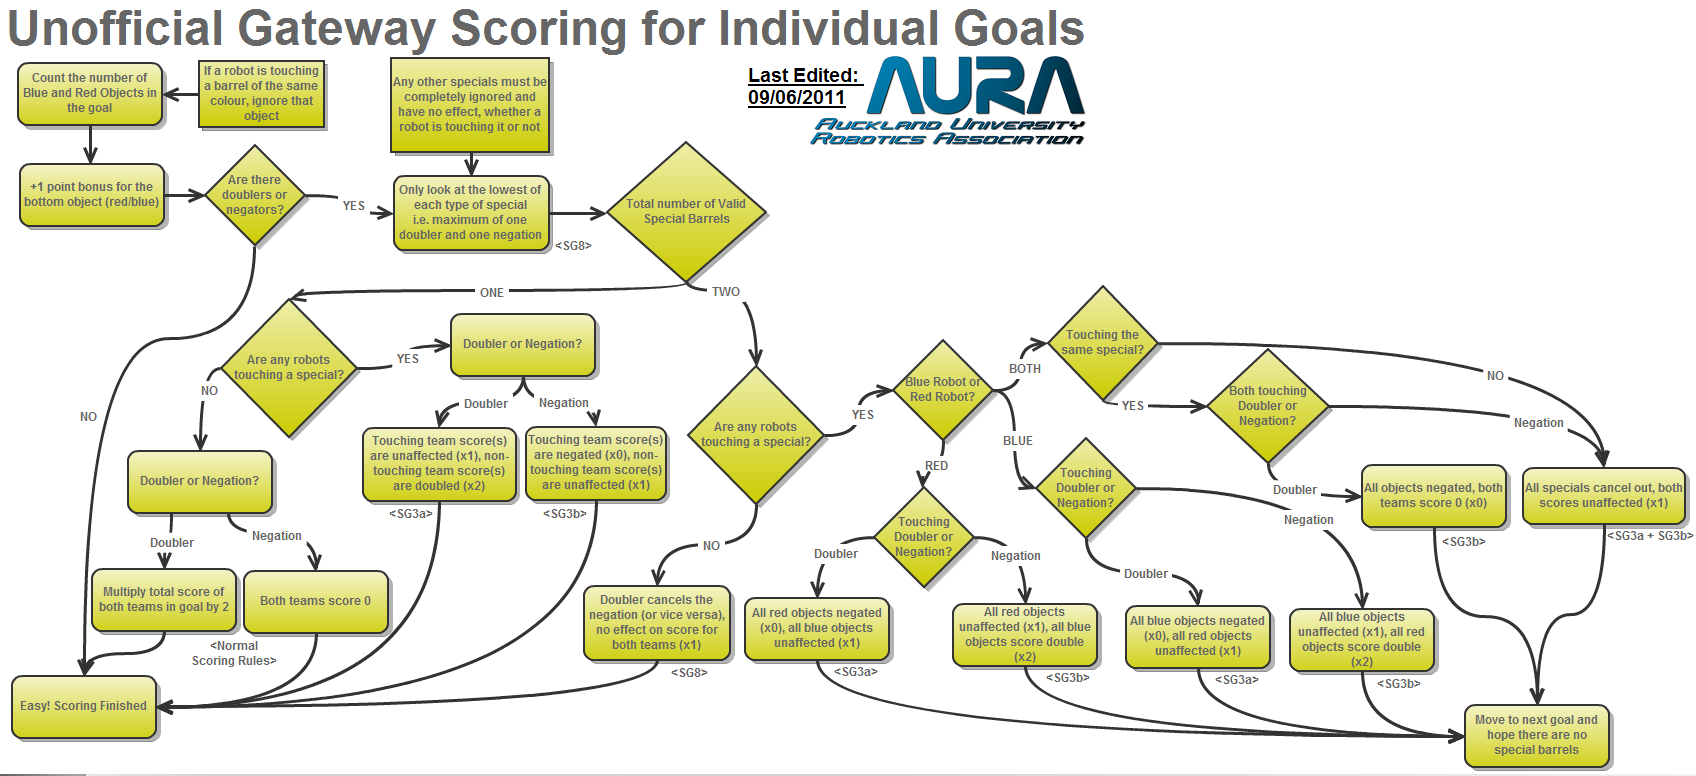 Unofficial Gateway Scoring for Individual Goals
Last Edited:
09/06/2011
AURA
Auckland University
Robotics Association
Count the number of
Blue and Red Objects in
the goal
If a robot is touching
a barrel of the same
colour, ignore that
object
Any other specials must be
completely ignored and
have no effect, whether a
robot is touching it or not
+1 point bonus for the
bottom object (red/blue)
Are there
doublers or
negators?
YES
Only look at the lowest of
each type of special
i.e. maximum of one
doubler and one negation
<SG8>
Total number of Valid
Special Barrels
ONE
TWO
NO
Are any robots
touching a special?
YES
NO
Doubler or Negation?
Doubler
Negation
Touching team score(s)
are unaffected (x1), non-
touching team score(s)
are doubled (x2)
<SG3a>
Touching team score(s)
are negated (x0), non-
touching team score(s)
are unaffected (x1)
<SG3b>
Doubler or Negation?
Doubler
Negation
Multiply total score of
both teams in goal by 2
Both teams score 0
<Normal
Scoring Rules>
Easy! Scoring Finished
Are any robots
touching a special?
YES
NO
Doubler cancels the
negation (or vice versa),
no effect on score for
both teams (x1)
<SG8>
Blue Robot or
Red Robot?
BOTH
BLUE
RED
Touching the
same special?
YES
NO
Both touching
Doubler or
Negation?
Negation
Doubler
Touching
Doubler or
Negation?
Doubler
Negation
Touching
Doubler or
Negation?
Negation
Doubler
All objects negated, both
teams score 0 (x0)
<SG3b>
All specials cancel out, both
scores unaffected (x1)
<SG3a + SG3b>
All red objects negated
(x0), all blue objects
unaffected (x1)
<SG3a>
All red objects
unaffected (x1), all blue
objects score double
(x2)
<SG3b>
All blue objects negated
(x0), all red objects
unaffected (x1)
<SG3a>
All blue objects
unaffected (x1), all red
objects score double
(x2)
<SG3b>
Move to next goal and
hope there are no
special barrels